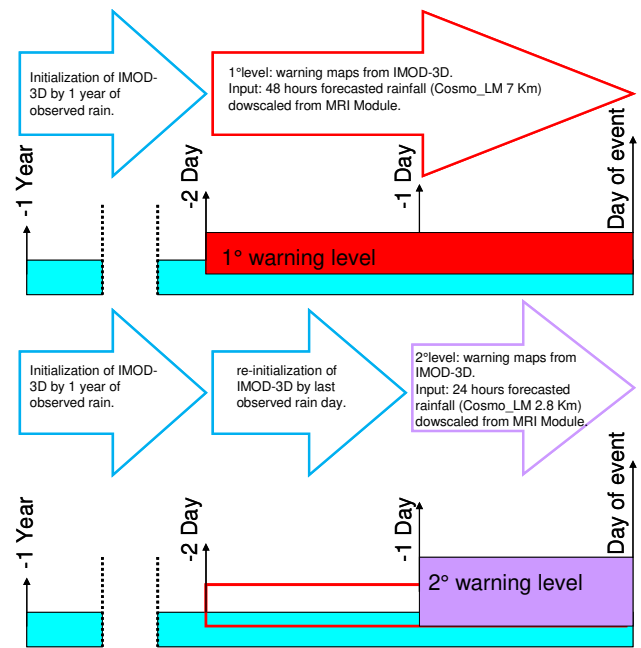 Initialization of IMOD-
3D by 1 year of
observed rain.
1°level: warning maps from IMOD-3D.
Input: 48 hours forecasted rainfall (Cosmo_LM 7 Km)
dowscaled from MRI Module.
-1 Year
-2 Day
-1 Day
Day of event
1° warning level
Initialization of IMOD-
3D by 1 year of
observed rain.
re-initialization of
IMOD-3D by last
observed rain day.
2°level: warning maps from
IMOD-3D.
Input: 24 hours forecasted
rainfall (Cosmo_LM 2.8 Km)
dowscaled from MRI Module.
-1 Year
-2 Day
-1 Day
Day of event
2° warning level